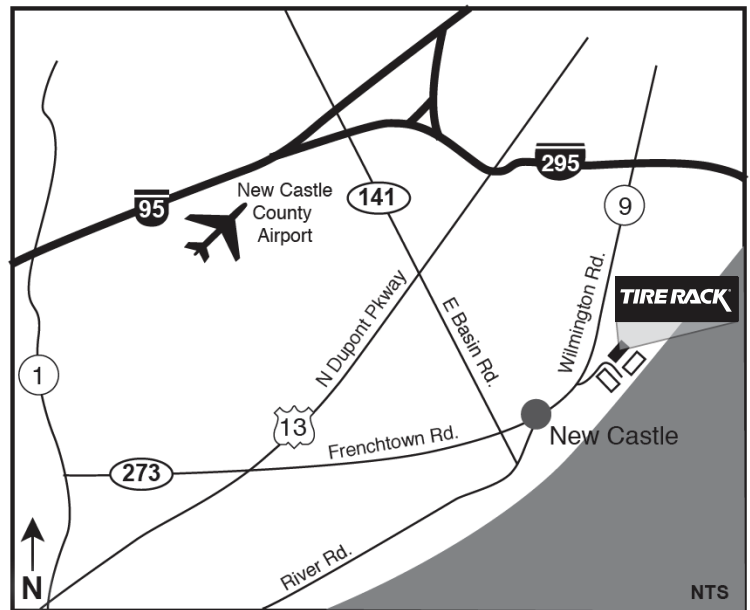 295
95
New Castle
County
Airport
141
9
TIRE RACK
N Dupont Pkway
E Basin Rd.
Wilmington Rd.
1
13
Frenchtown Rd.
New Castle
273
River Rd.
N
NTS